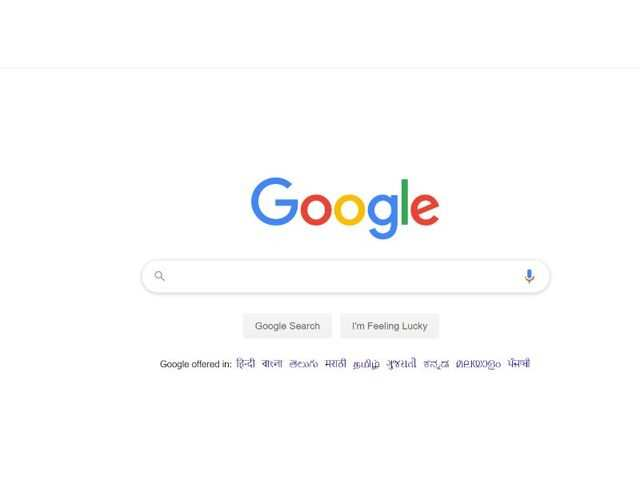 Google
Google Search I'm Feeling Lucky
Google offered in: हिन्दी বাংলা తెలుగు मराठी தமிழ் ગુજરાતી ಕನ್ನಡ മലയാളം ਪੰਜਾਬੀ